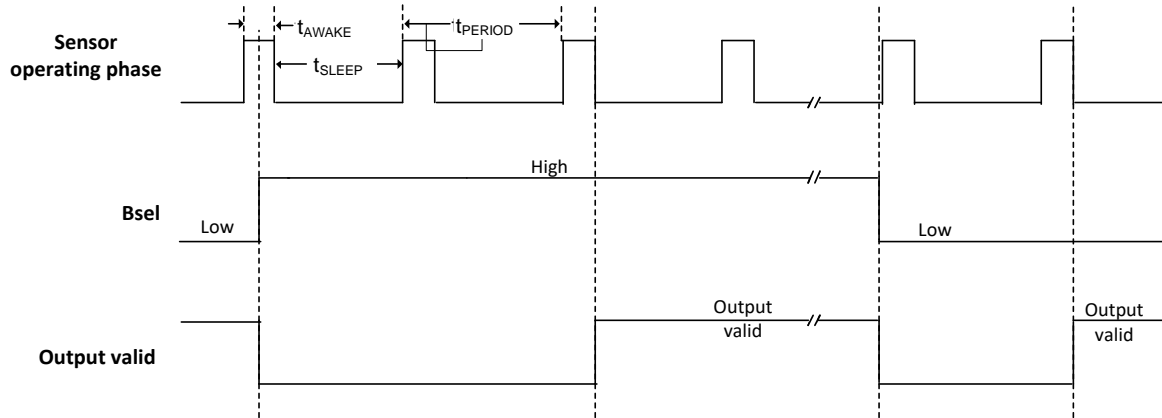 Sensor
operating phase
tAWAKE
tPERIOD
tSLEEP
Bsel
Low
High
Low
Output valid
Output
valid
Output
valid